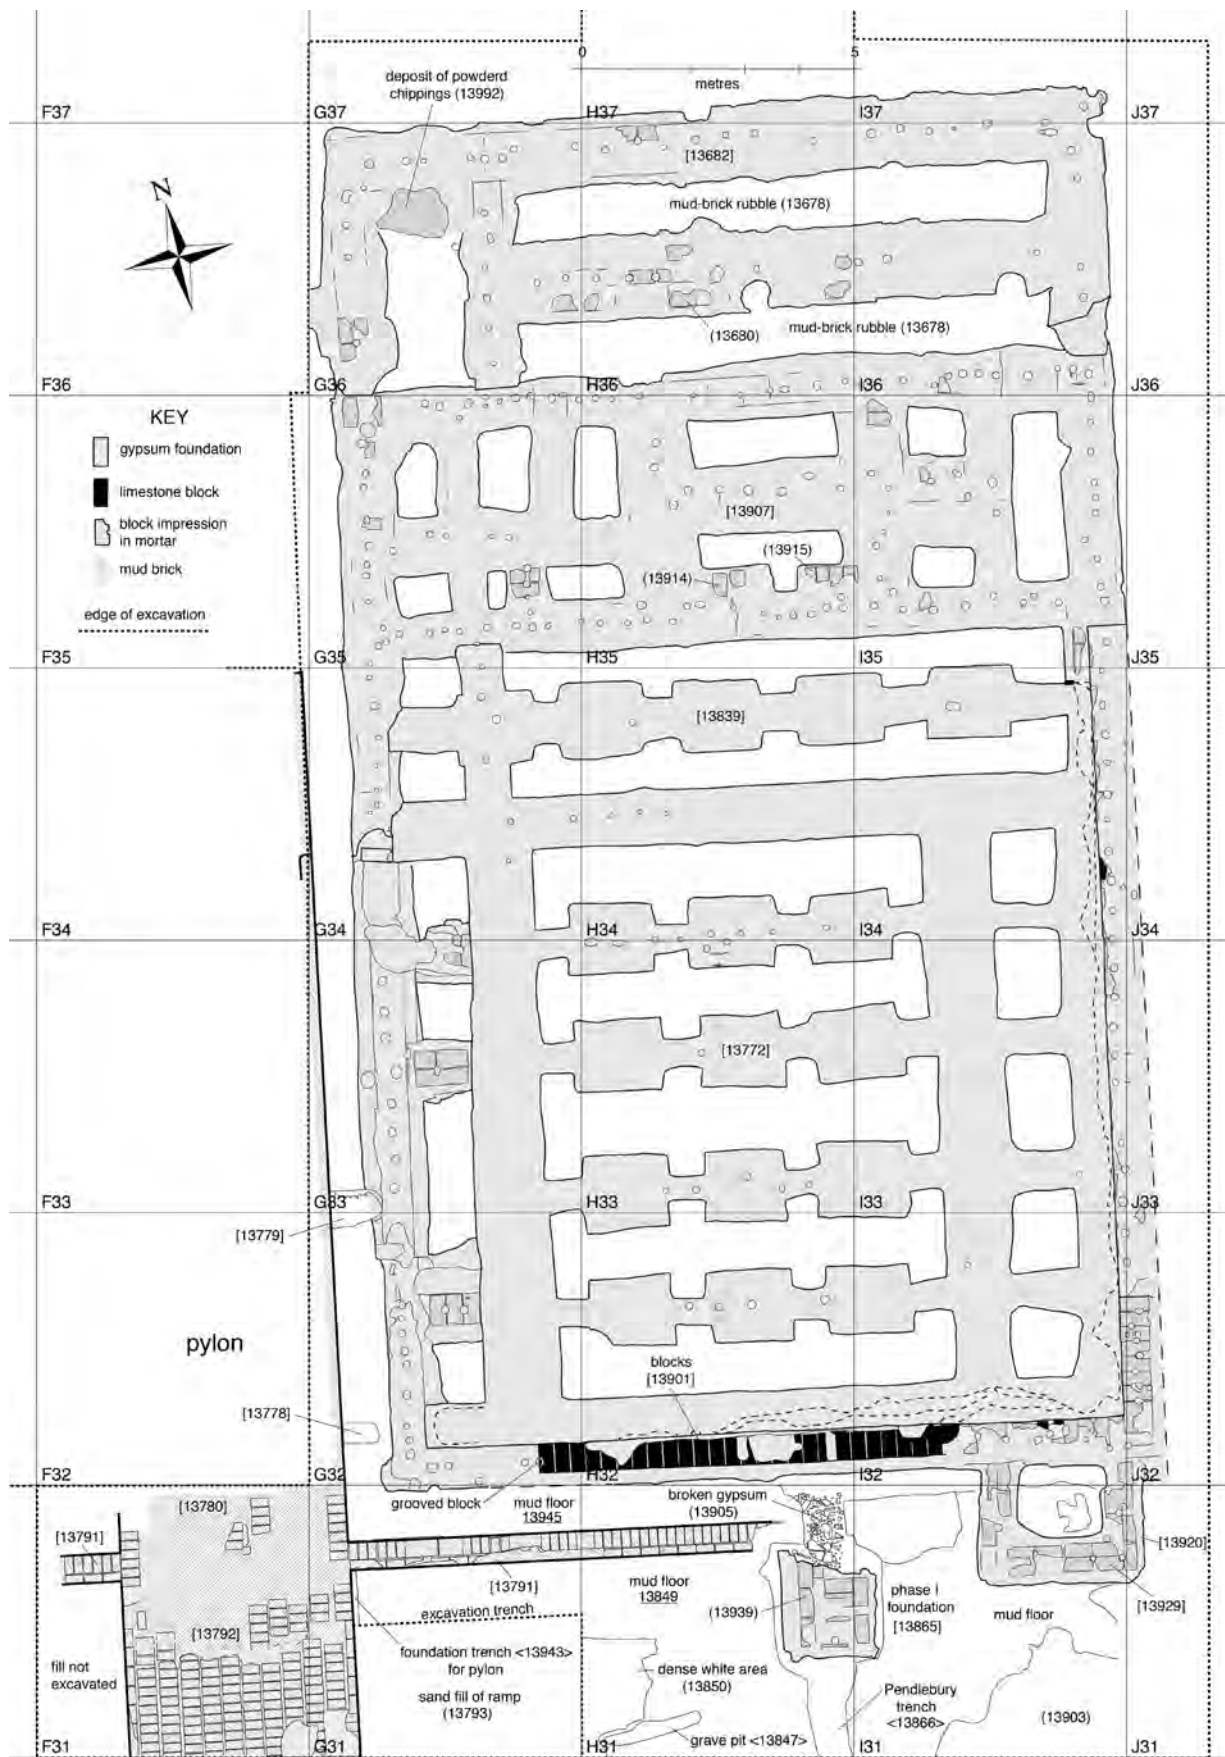 0 5
metres
deposit of powderd
chippings (13992)
F37 G37 H37 I37 J37
[13682]
N
mud-brick rubble (13678)
(13680)
mud-brick rubble (13678)
F36 G36 H36 I36 J36
KEY
gypsum foundation
limestone block
block impression
in mortar
mud brick
edge of excavation
[13907]
(13915)
(13914)
F35 G35 H35 I35 J35
[13839]
F34 G34 H34 I34 J34
[13772]
F33 G33 H33 I33 J33
[13779]
pylon
blocks
[13901]
[13778]
F32 G32 H32 I32 J32
grooved block
mud floor
13945
broken gypsum
(13905)
[13780]
[13791]
[13920]
[13791]
mud floor
13849
(13939)
phase I
foundation
[13865]
mud floor
[13929]
excavation trench
[13792]
foundation trench <13943>
for pylon
fill not
excavated
sand fill of ramp
(13793)
dense white area
(13850)
Pendlebury
trench
<13866>
(13903)
grave pit <13847>
F31 G31 H31 I31 J31